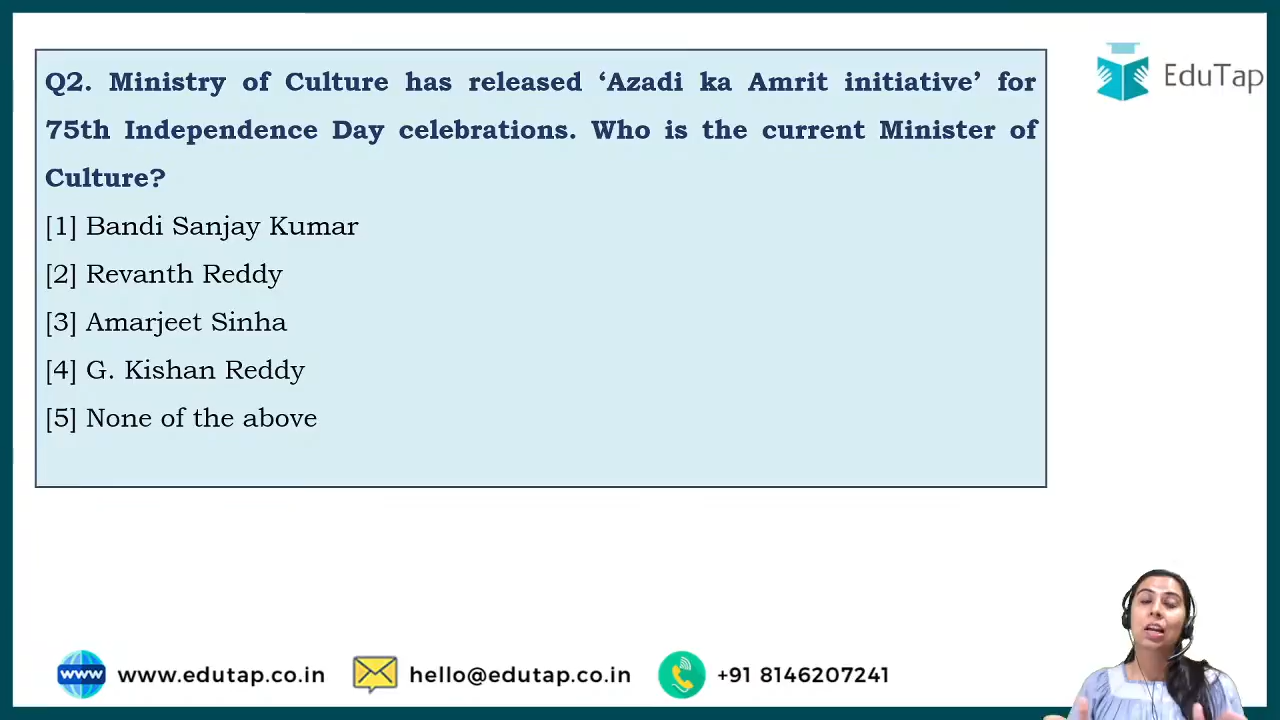 Q2. Ministry of Culture has released ‘Azadi ka Amrit initiative’ for
75th Independence Day celebrations. Who is the current Minister of
Culture?
[1] Bandi Sanjay Kumar
[2] Revanth Reddy
[3] Amarjeet Sinha
[4] G. Kishan Reddy
[5] None of the above
EduTap
www www.edutap.co.in hello@edutap.co.in +91 8146207241